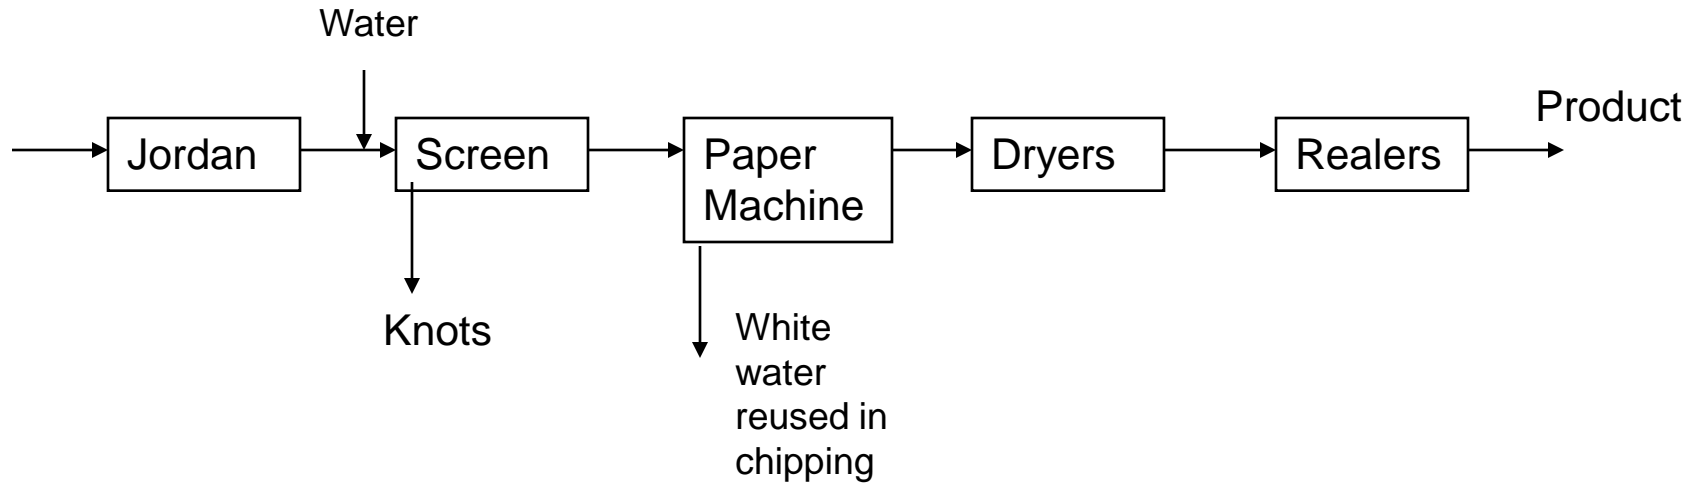 Water
Product
Jordan
Screen
Paper
Machine
Dryers
Realers
Knots
White
water
reused in
chipping